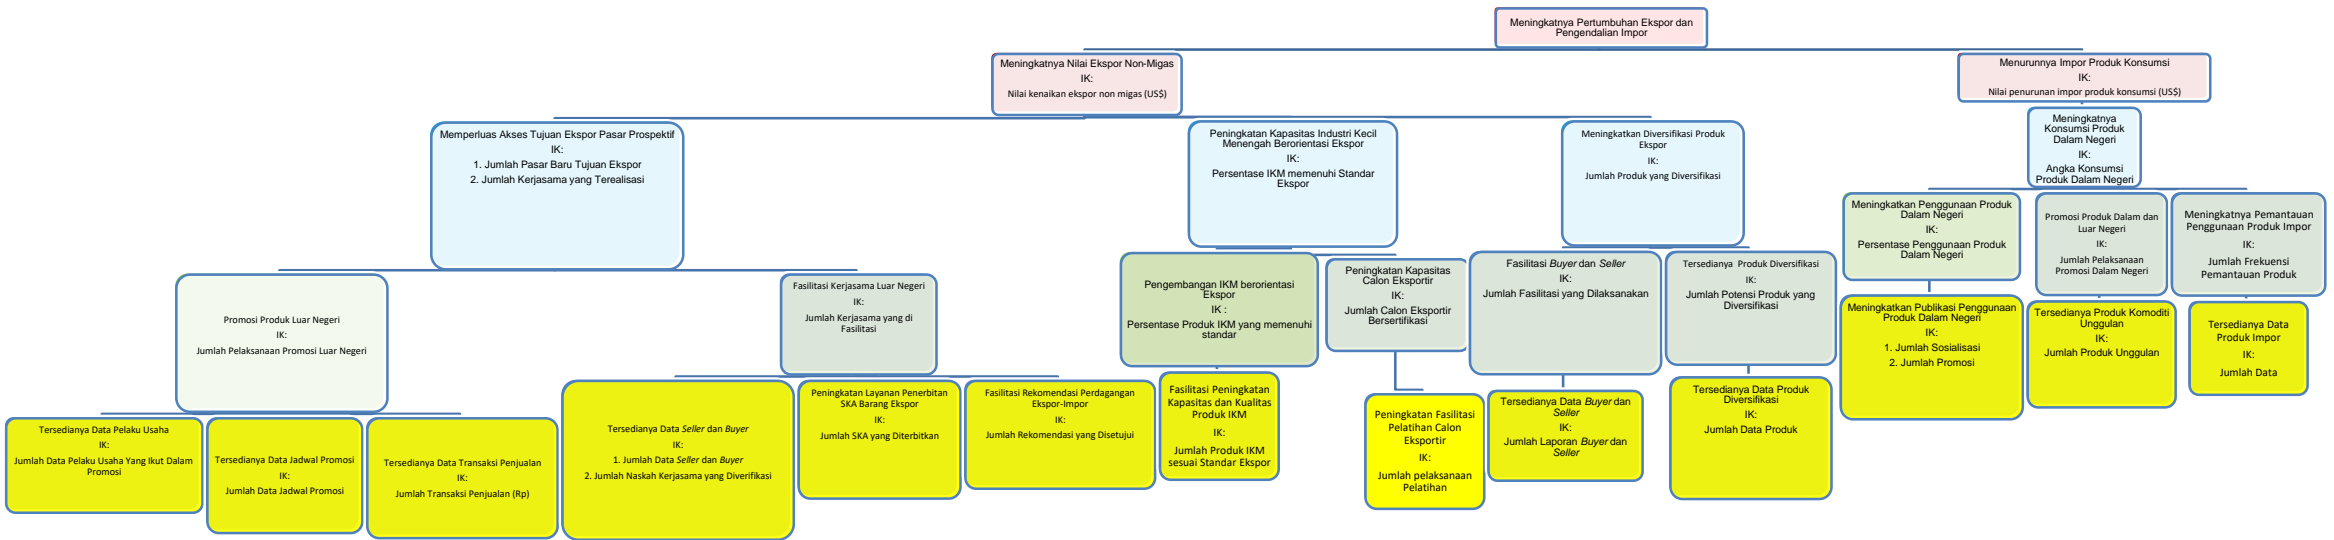 Meningkatnya Pertumbuhan Ekspor dan
Pengendalian Impor
Meningkatnya Nilai Ekspor Non-Migas
IK:
Nilai kenaikan ekspor non migas (US$)
Menurunnya Impor Produk Konsumsi
IK:
Nilai penurunan impor produk konsumsi (US$)
Memperluas Akses Tujuan Ekspor Pasar Prospektif
IK:
1. Jumlah Pasar Baru Tujuan Ekspor
2. Jumlah Kerjasama yang Terealisasi
Peningkatan Kapasitas Industri Kecil
Menengah Berorientasi Ekspor
IK:
Persentase IKM memenuhi Standar
Ekspor
Meningkatkan Diversifikasi Produk
Ekspor
IK:
Jumlah Produk yang Diversifikasi
Meningkatnya
Konsumsi Produk
Dalam Negeri
IK:
Angka Konsumsi
Produk Dalam Negeri
Promosi Produk Luar Negeri
IK:
Jumlah Pelaksanaan Promosi Luar Negeri
Fasilitasi Kerjasama Luar Negeri
IK:
Jumlah Kerjasama yang di
Fasilitasi
Pengembangan IKM berorientasi
Ekspor
IK :
Persentase Produk IKM yang memenuhi
standar
Peningkatan Kapasitas
Calon Eksportir
IK:
Jumlah Calon Eksportir
Bersertifikasi
Fasilitasi Buyer dan Seller
IK:
Jumlah Fasilitasi yang Dilaksanakan
Tersedianya  Produk Diversifikasi
IK:
Jumlah Potensi Produk yang
Diversifikasi
Meningkatkan Penggunaan Produk
Dalam Negeri
IK:
Persentase Penggunaan Produk
Dalam Negeri
Promosi Produk Dalam dan
Luar Negeri
IK:
Jumlah Pelaksanaan
Promosi Dalam Negeri
Meningkatnya Pemantauan
Penggunaan Produk Impor
IK:
Jumlah Frekuensi
Pemantauan Produk
Tersedianya Data Pelaku Usaha
IK:
Jumlah Data Pelaku Usaha Yang Ikut Dalam
Promosi
Tersedianya Data Jadwal Promosi
IK:
Jumlah Data Jadwal Promosi
Tersedianya Data Transaksi Penjualan
IK:
Jumlah Transaksi Penjualan (Rp)
Tersedianya Data Seller dan Buyer
IK:
1. Jumlah Data Seller dan Buyer
2. Jumlah Naskah Kerjasama yang Diverifikasi
Peningkatan Layanan Penerbitan
SKA Barang Ekspor
IK:
Jumlah SKA yang Diterbitkan
Fasilitasi Rekomendasi Perdagangan
Ekspor-Impor
IK:
Jumlah Rekomendasi yang Disetujui
Fasilitasi Peningkatan
Kapasitas dan Kualitas
Produk IKM
IK:
Jumlah Produk IKM
sesuai Standar Ekspor
Peningkatan Fasilitasi
Pelatihan Calon
Eksportir
IK:
Jumlah pelaksanaan
Pelatihan
Tersedianya Data Buyer dan
Seller
IK:
Jumlah Laporan Buyer dan
Seller
Tersedianya Data Produk
Diversifikasi
IK:
Jumlah Data Produk
Meningkatkan Publikasi Penggunaan
Produk Dalam Negeri
IK:
1. Jumlah Sosialisasi
2. Jumlah Promosi
Tersedianya Produk Komoditi
Unggulan
IK:
Jumlah Produk Unggulan
Tersedianya Data
Produk Impor
IK:
Jumlah Data